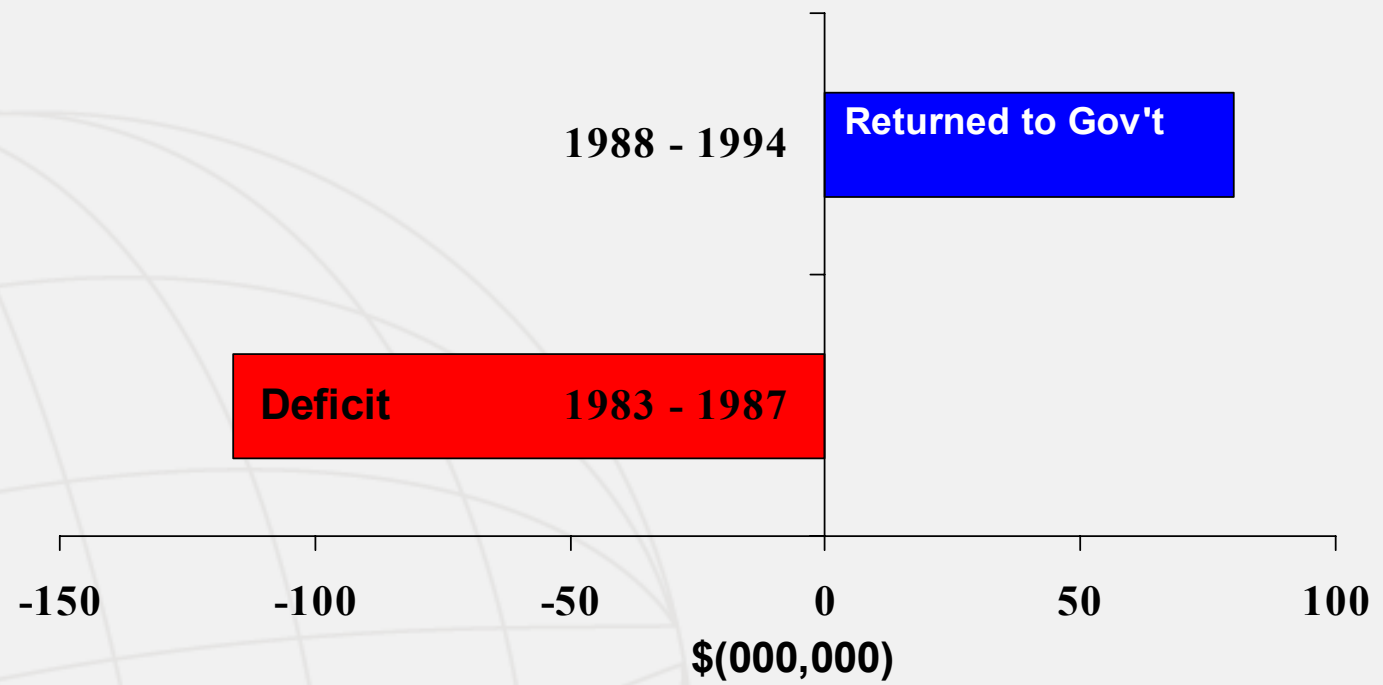 Returned to Gov't
1988 - 1994
Deficit
1983 - 1987
-150
-100
-50
0
50
100
$(000,000)